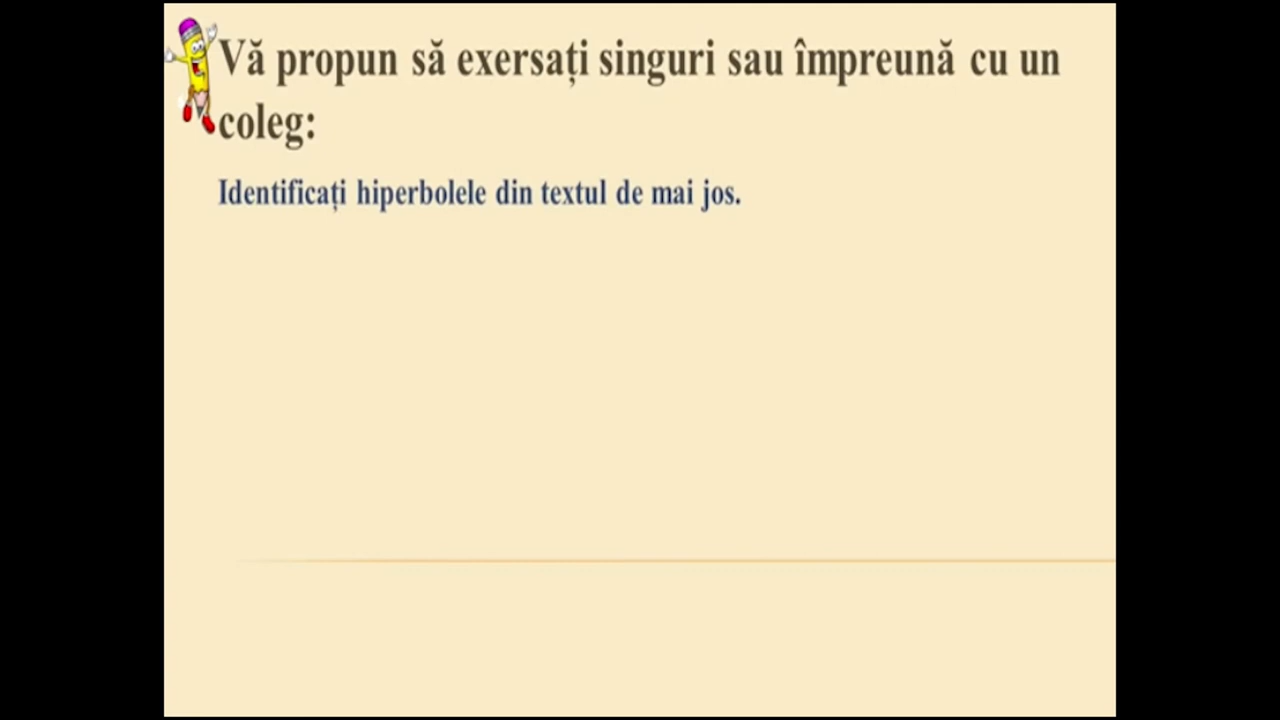 Vă propun să exersați singuri sau împreună cu un
coleg:
Identificați hiperbolele din textul de mai jos.